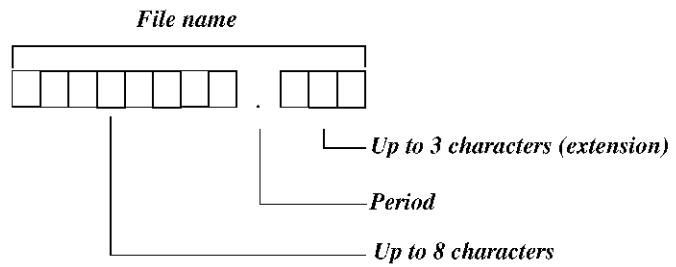 File name
.
Up to 3 characters (extension)
Period
Up to 8 characters